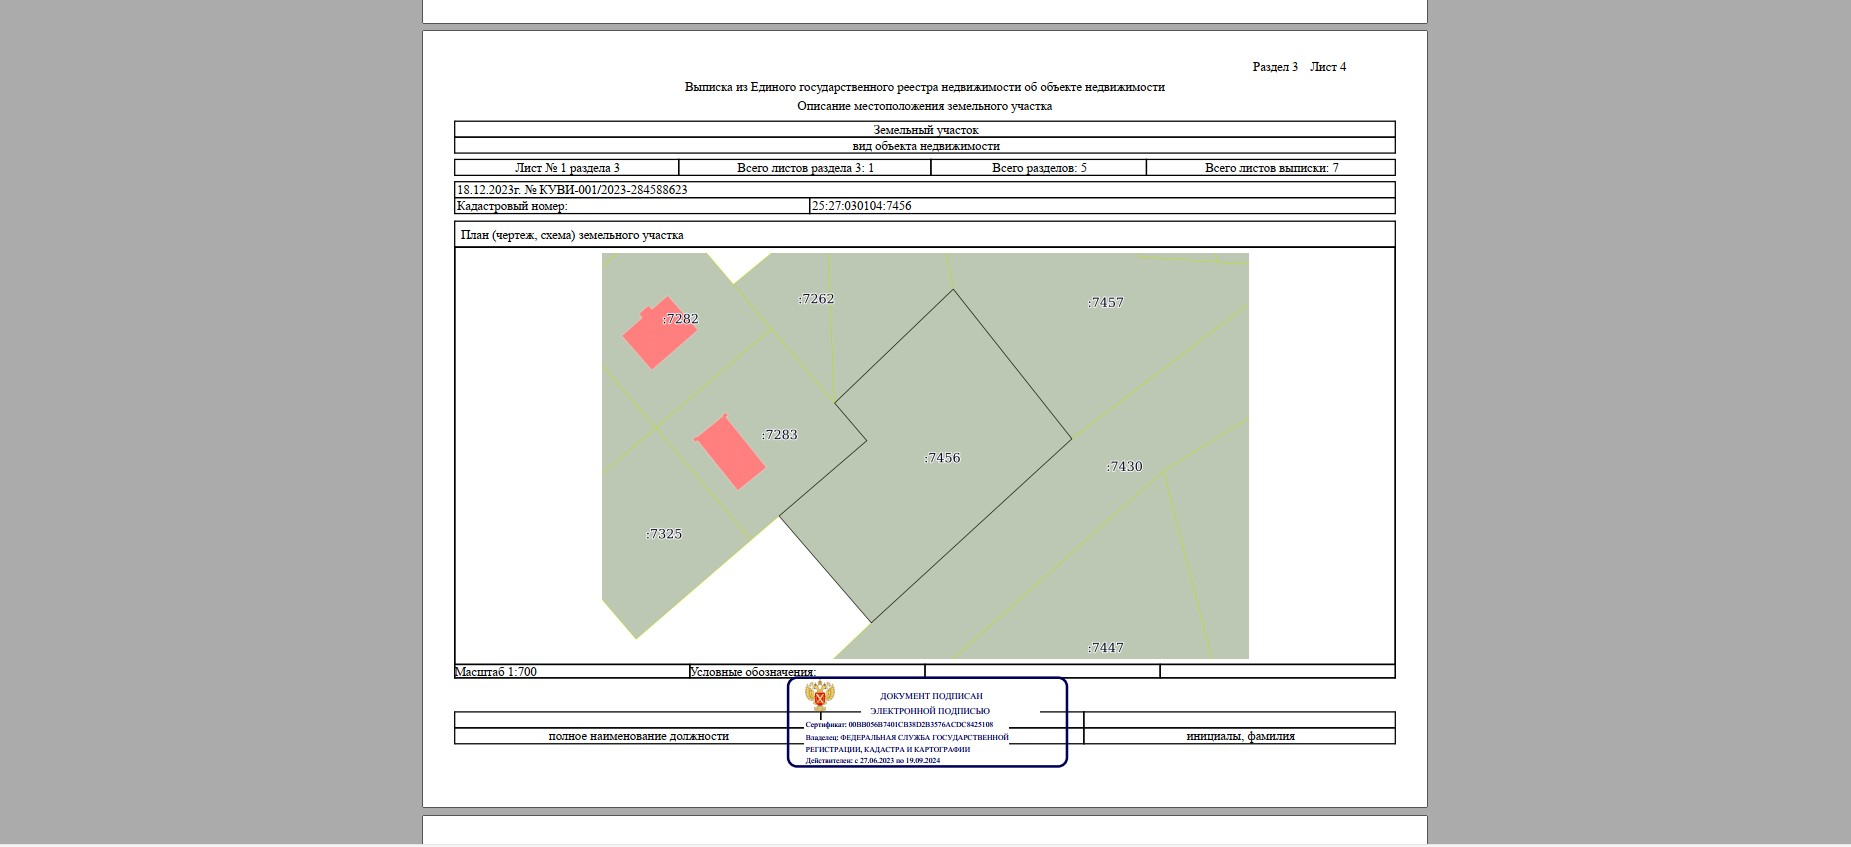 Раздел 3 Лист 4
Выписка из Единого государственного реестра недвижимости об объекте недвижимости
Описание местоположения земельного участка
Земельный участок
вид объекта недвижимости
Лист № 1 раздела 3 Всего листов раздела 3: 1 Всего разделов: 5 Всего листов выписки: 7
18.12.2023г. № КУВИ-001/2023-284588623
Кадастровый номер: 25:27:030104:7456
План (чертеж, схема) земельного участка
:7262
:7457
:7282
:7283
:7456
:7430
:7325
:7447
Масштаб 1:700 Условные обозначения:
ДОКУМЕНТ ПОДПИСАН
ЭЛЕКТРОННОЙ ПОДПИСЬЮ
Сертификат: 00BB056B7401CB38D2B3576ACDC8425108
Владелец: ФЕДЕРАЛЬНАЯ СЛУЖБА ГОСУДАРСТВЕННОЙ
РЕГИСТРАЦИИ, КАДАСТРА И КАРТОГРАФИИ
Действителен: с 27.06.2023 по 19.09.2024
полное наименование должности инициалы, фамилия